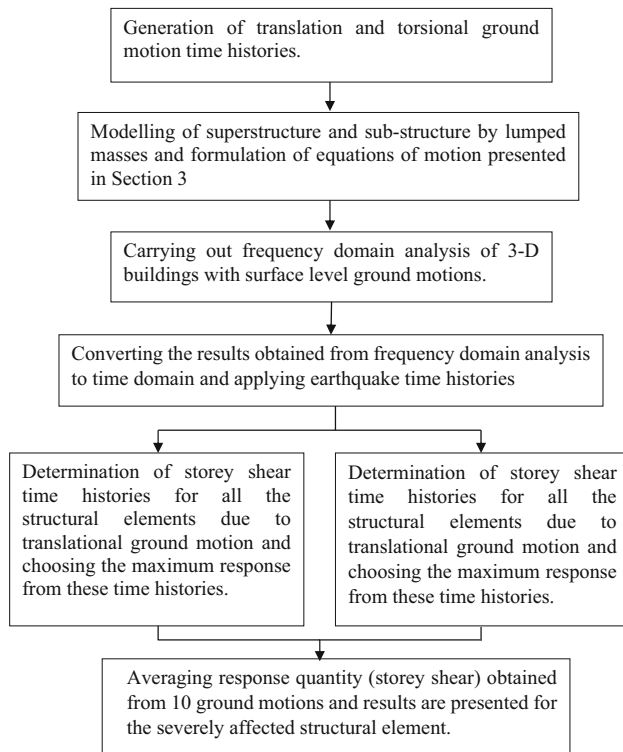 Generation of translation and torsional ground
motion time histories.
Modelling of superstructure and sub-structure by lumped
masses and formulation of equations of motion presented
in Section 3
Carrying out frequency domain analysis of 3-D
buildings with surface level ground motions.
Converting the results obtained from frequency domain analysis
to time domain and applying earthquake time histories
Determination of storey shear
time histories for all the
structural elements due to
translational ground motion and
choosing the maximum response
from these time histories.
Determination of storey shear
time histories for all the
structural elements due to
translational ground motion and
choosing the maximum response
from these time histories.
Averaging response quantity (storey shear) obtained
from 10 ground motions and results are presented for
the severely affected structural element.